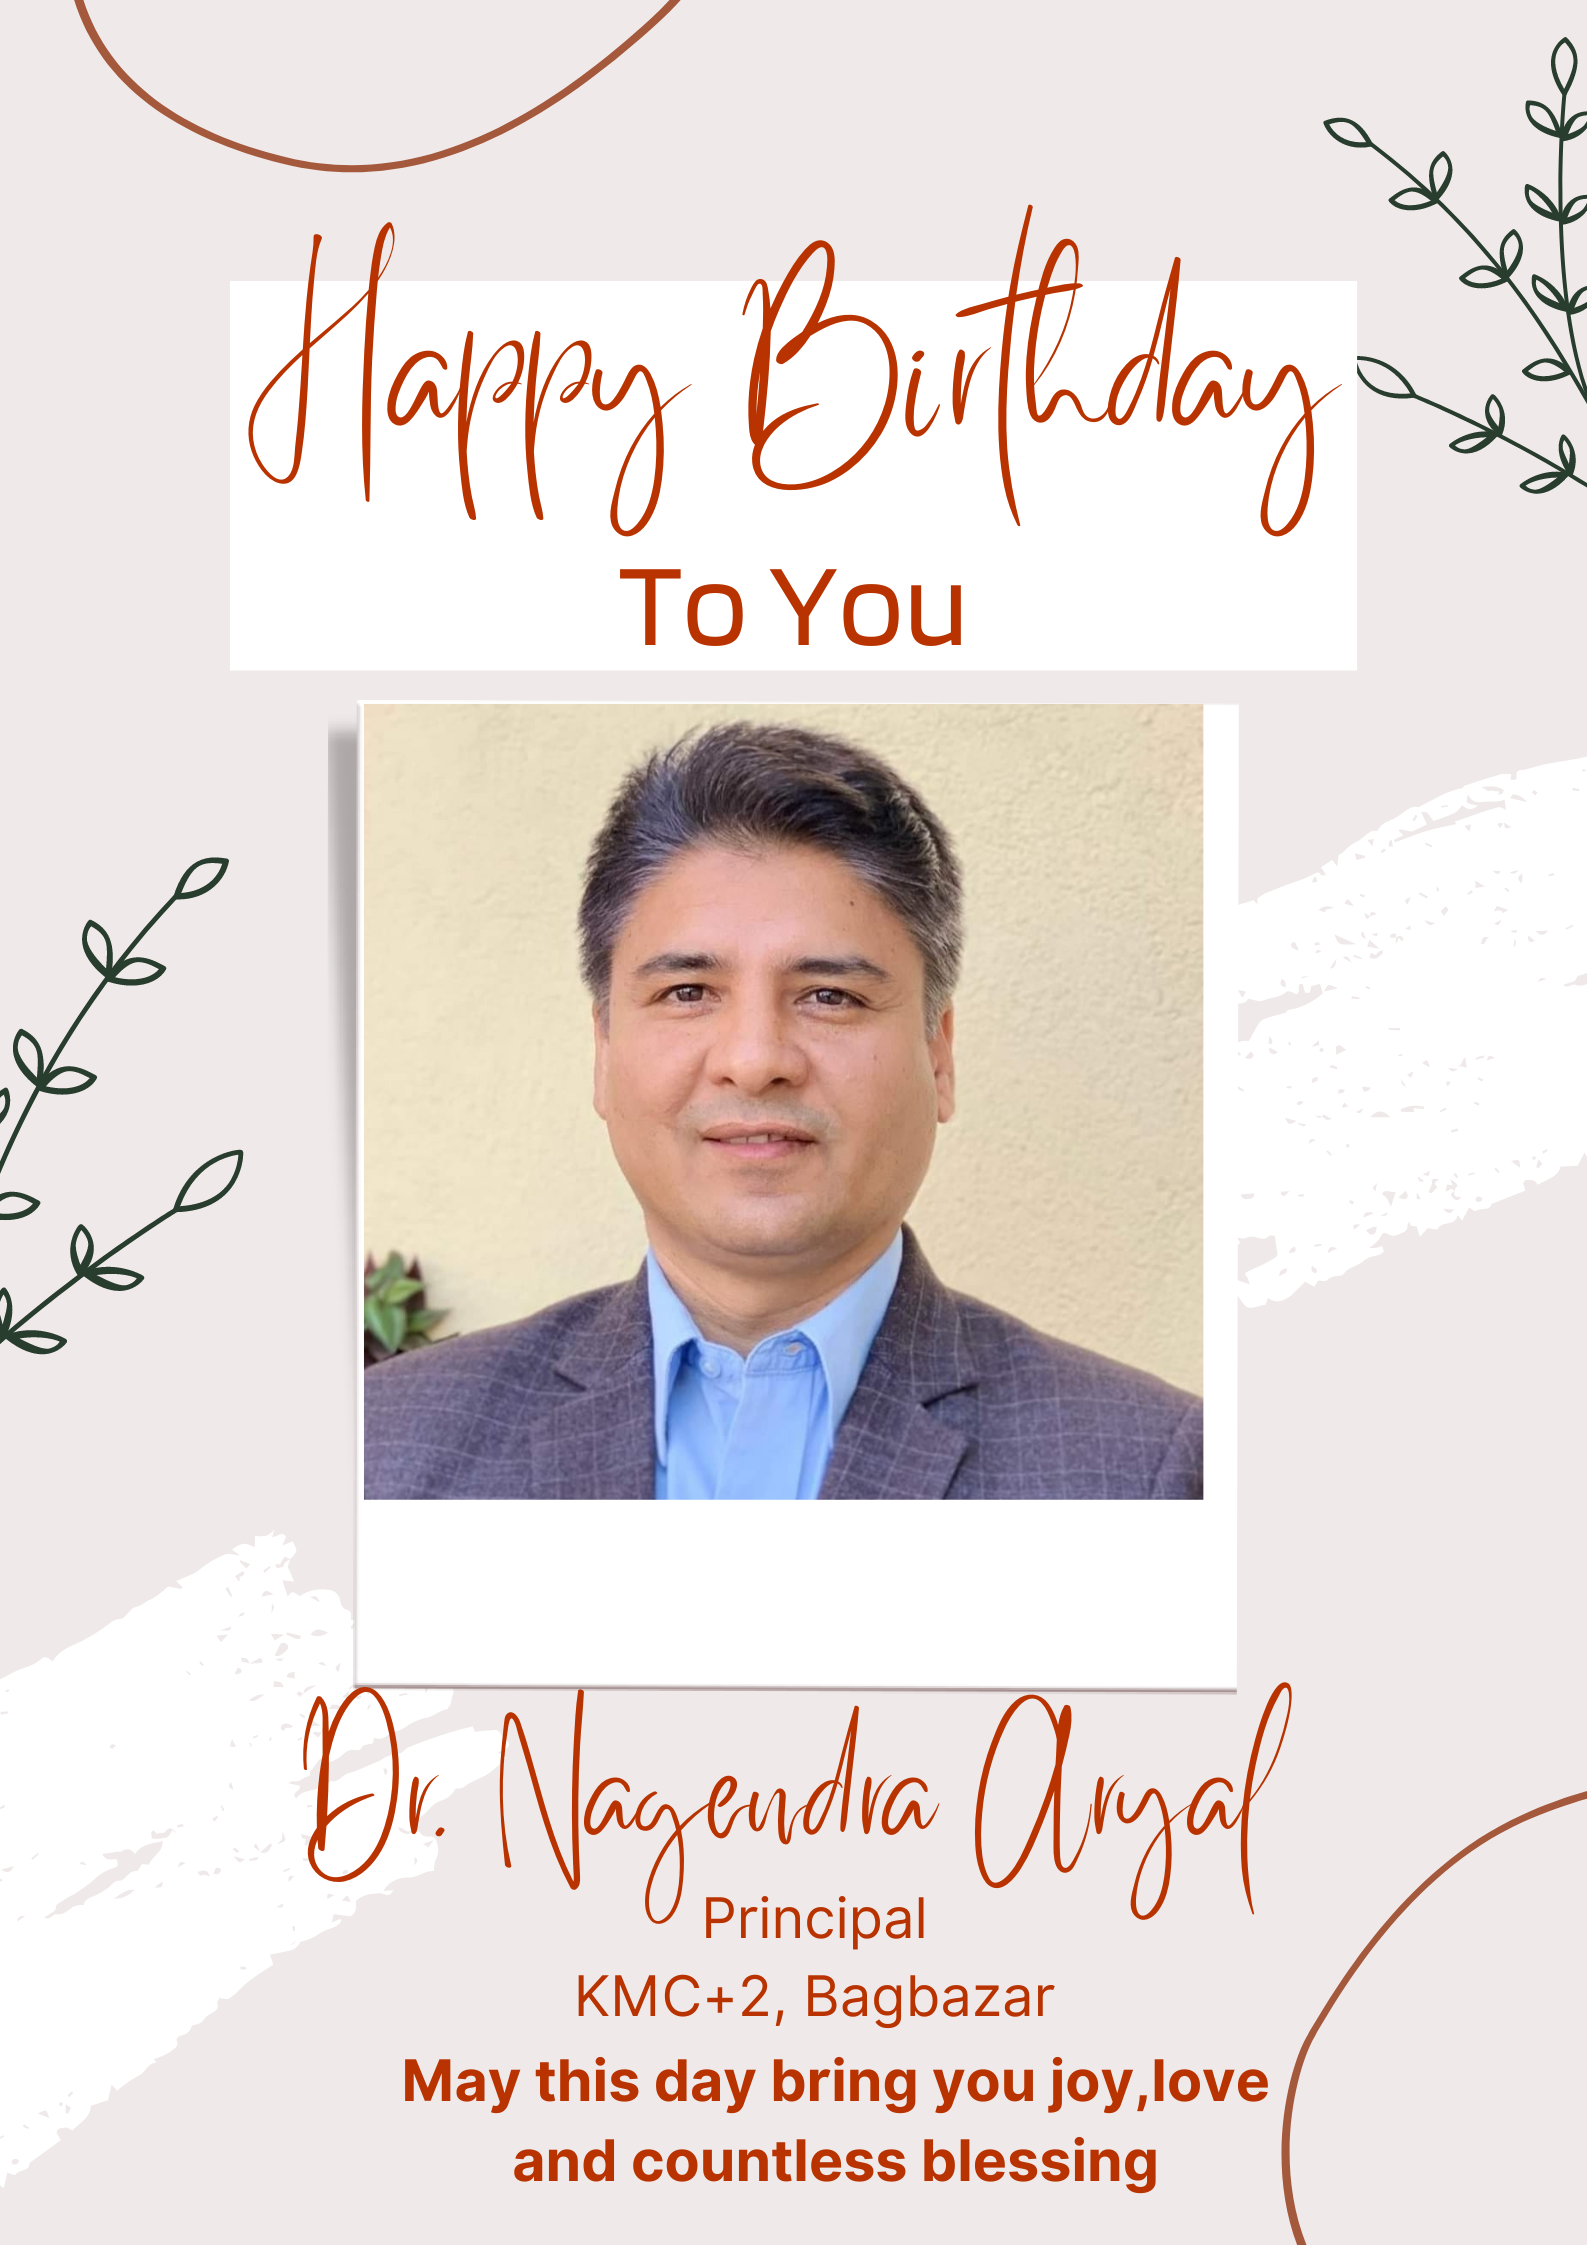 Happy Birthday
To You
Dr. Nagendra Aryal
Principal
KMC+2, Bagbazar
May this day bring you joy,love
and countless blessing